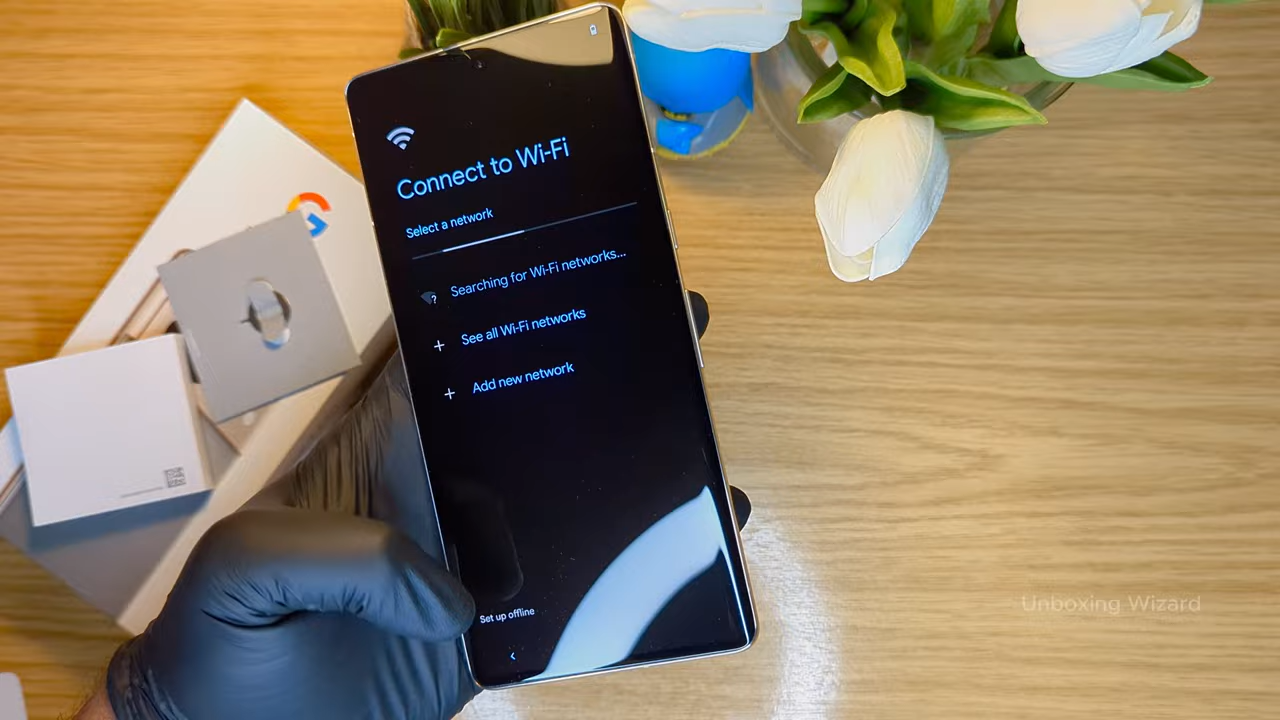 Connect to Wi-Fi
Select a network
Searching for Wi-Fi networks...
See all Wi-Fi networks
Add new network
Set up offline
Unboxing Wizard